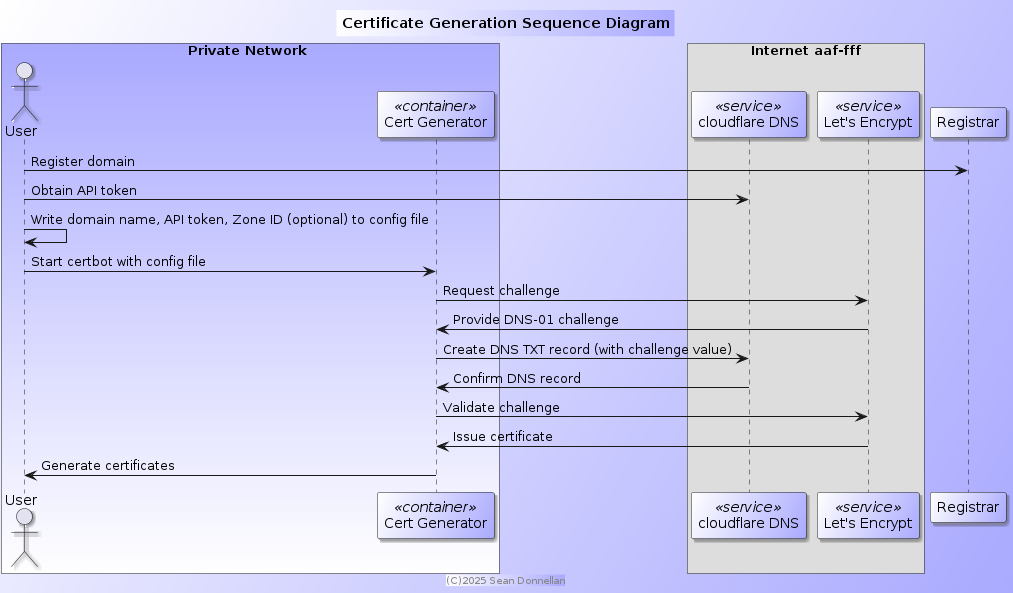 Certificate Generation Sequence Diagram
Private Network
Internet aaf-fff
User
«container»
Cert Generator
«service»
cloudflare DNS
«service»
Let's Encrypt
Registrar
Register domain
Obtain API token
Write domain name, API token, Zone ID (optional) to config file
Start certbot with config file
Request challenge
Provide DNS-01 challenge
Create DNS TXT record (with challenge value)
Confirm DNS record
Validate challenge
Issue certificate
Generate certificates
User
«container»
Cert Generator
«service»
cloudflare DNS
«service»
Let's Encrypt
Registrar
(C)2025 Sean Donnellan